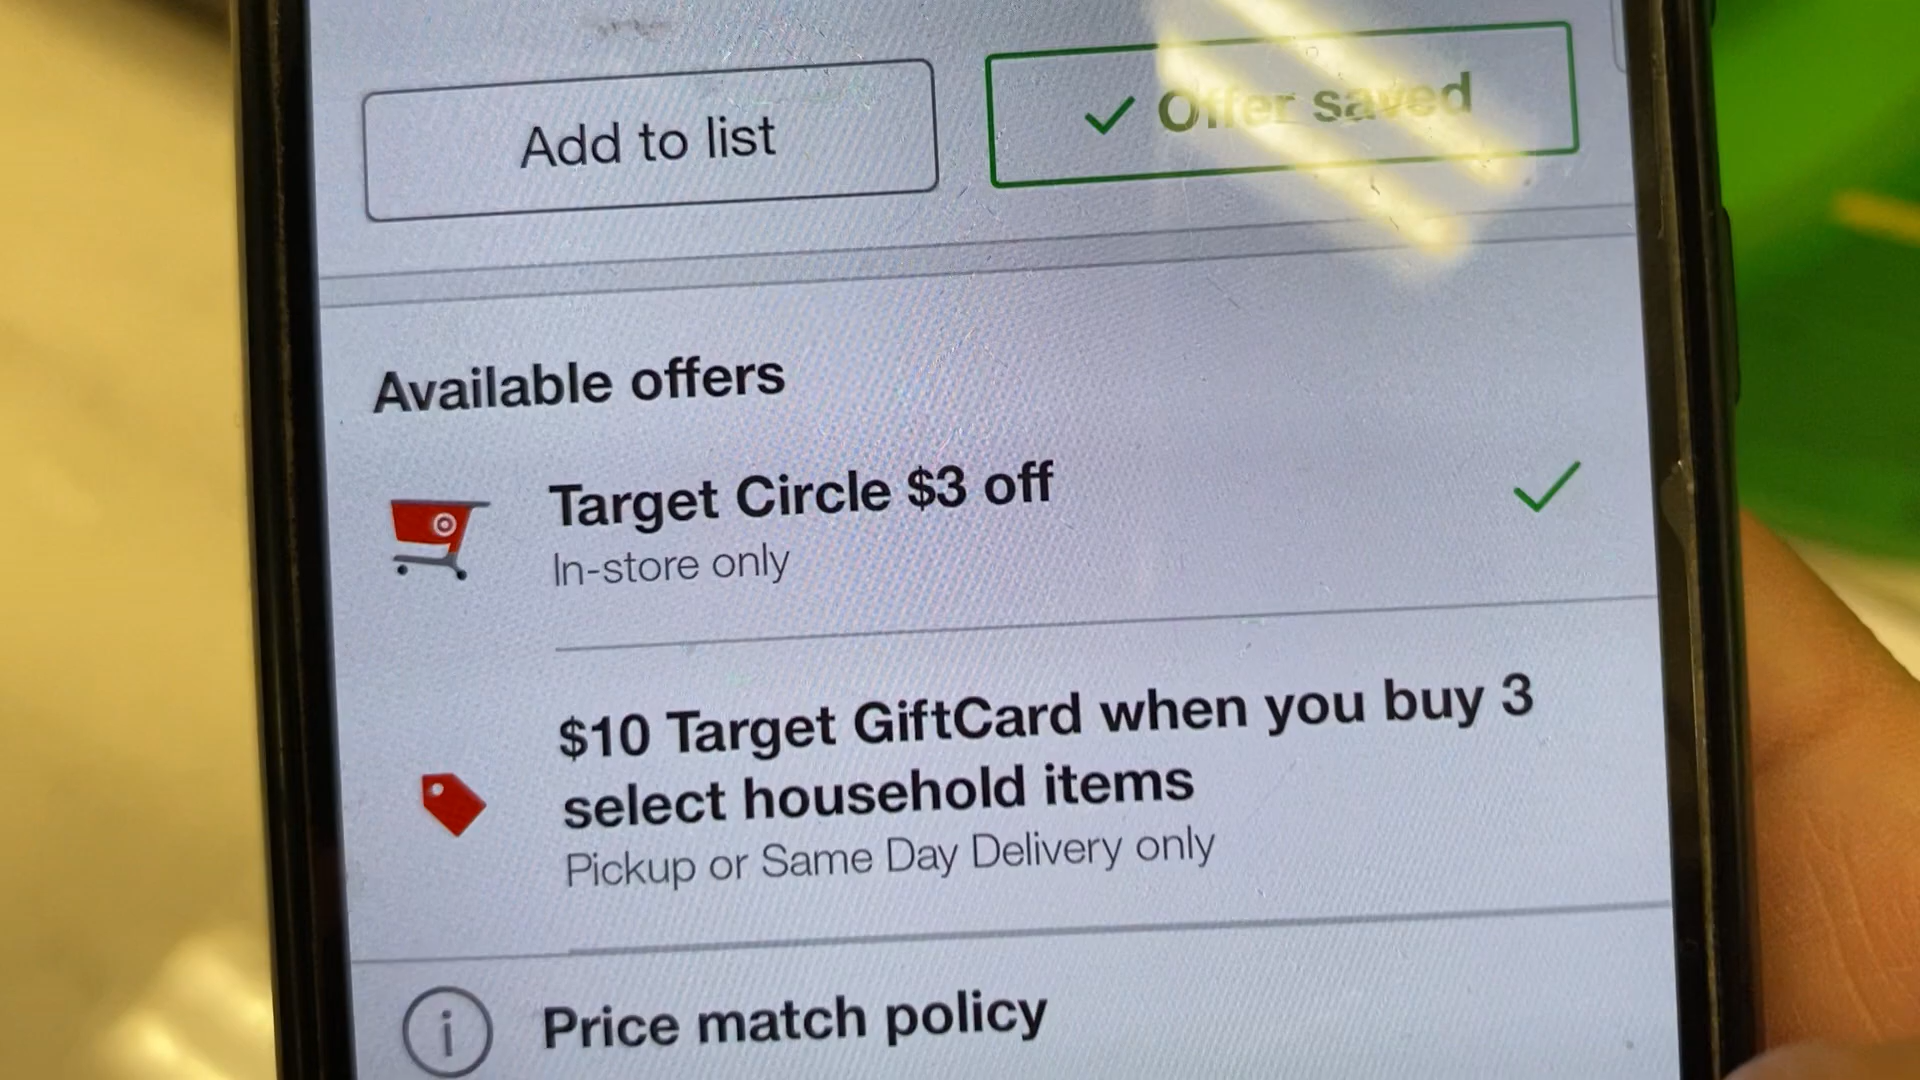 Add to list
Offer saved
Available offers
Target Circle $3 off
In-store only
$10 Target GiftCard when you buy 3
select household items
Pickup or Same Day Delivery only
i
Price match policy